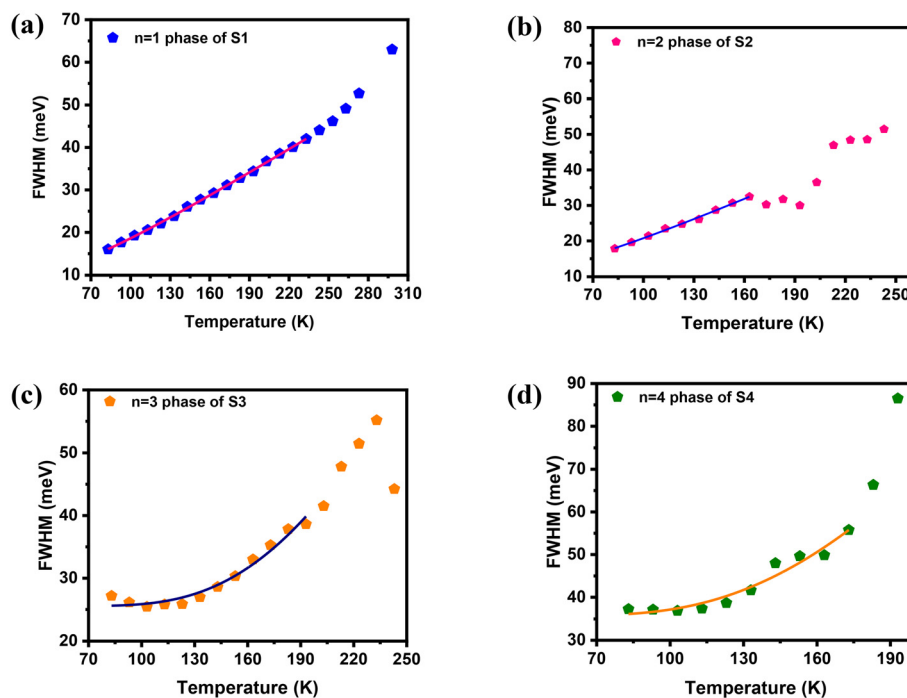 (a)
n=1 phase of S1
70
60
50
40
30
20
10
FWHM (meV)
70 100 130 160 190 220 250 280 310
Temperature (K)
(b)
n=2 phase of S2
80
70
60
50
40
30
20
10
FWHM (meV)
70 100 130 160 190 220 250
Temperature (K)
(c)
n=3 phase of S3
60
50
40
30
20
FWHM (meV)
70 100 130 160 190 220 250
Temperature (K)
(d)
n=4 phase of S4
90
80
70
60
50
40
30
FWHM (meV)
70 100 130 160 190
Temperature (K)